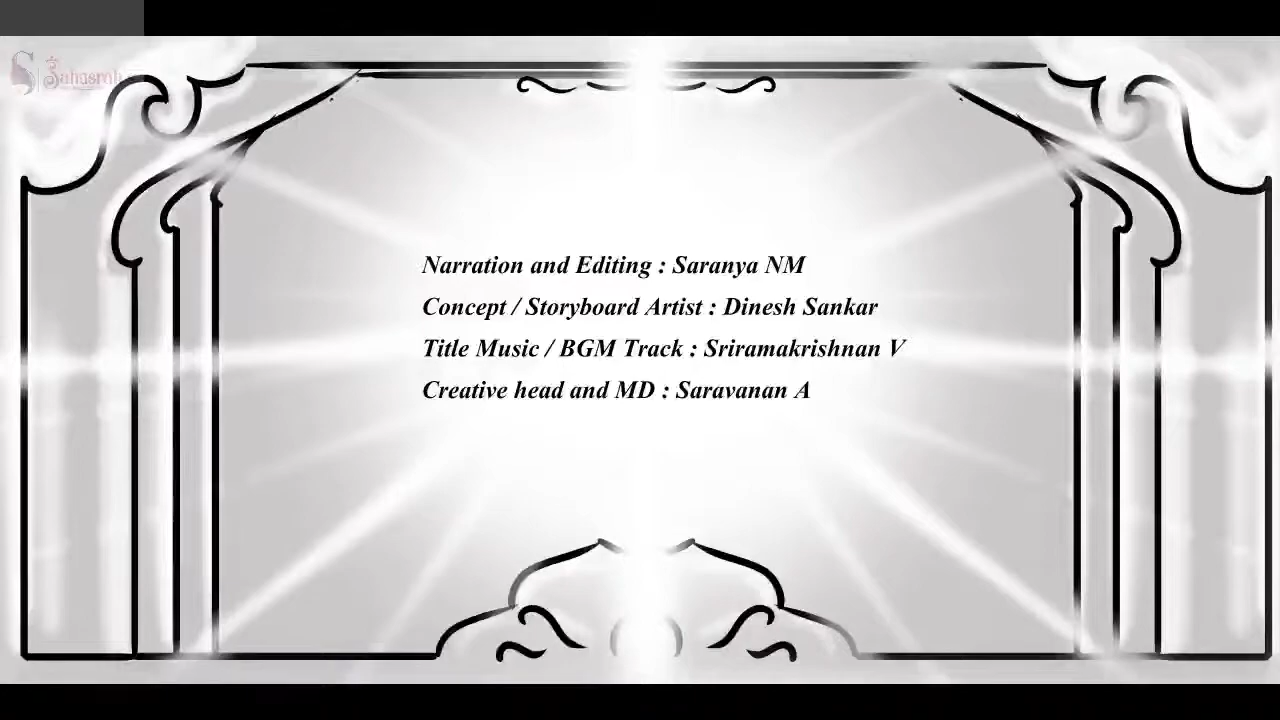 Sahasrah
Narration and Editing : Saranya NM
Concept / Storyboard Artist : Dinesh Sankar
Title Music / BGM Track : Sriramakrishnan V
Creative head and MD : Saravanan A